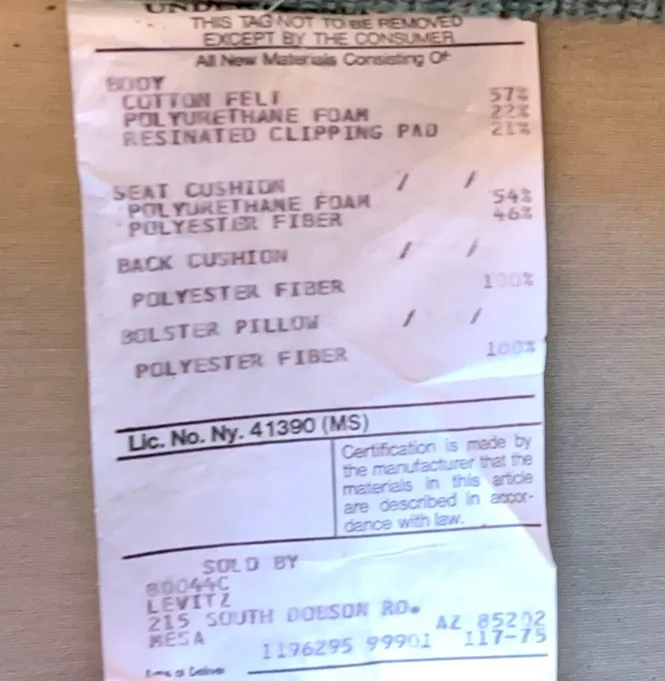 UNDER
THIS TAG NOT TO BE REMOVED
EXCEPT BY THE CONSUMER
All New Materials Consisting Of
BODY
COTTON FELT 57%
POLYURETHANE FOAM 22%
RESINATED CLIPPING PAD 21%
SEAT CUSHION / /
POLYURETHANE FOAM 54%
POLYESTER FIBER 46%
BACK CUSHION / /
POLYESTER FIBER 100%
BOLSTER PILLOW / /
POLYESTER FIBER 100%
Lic. No. Ny. 41390 (MS)
Certification is made by
the manufacturer that the
materials in this article
are described in accor-
dance with law.
SOLD BY
80044C
LEVITZ
215 SOUTH DOBSON RD.
MESA AZ 85202
1196295 99901 117-75
Date of Deliver